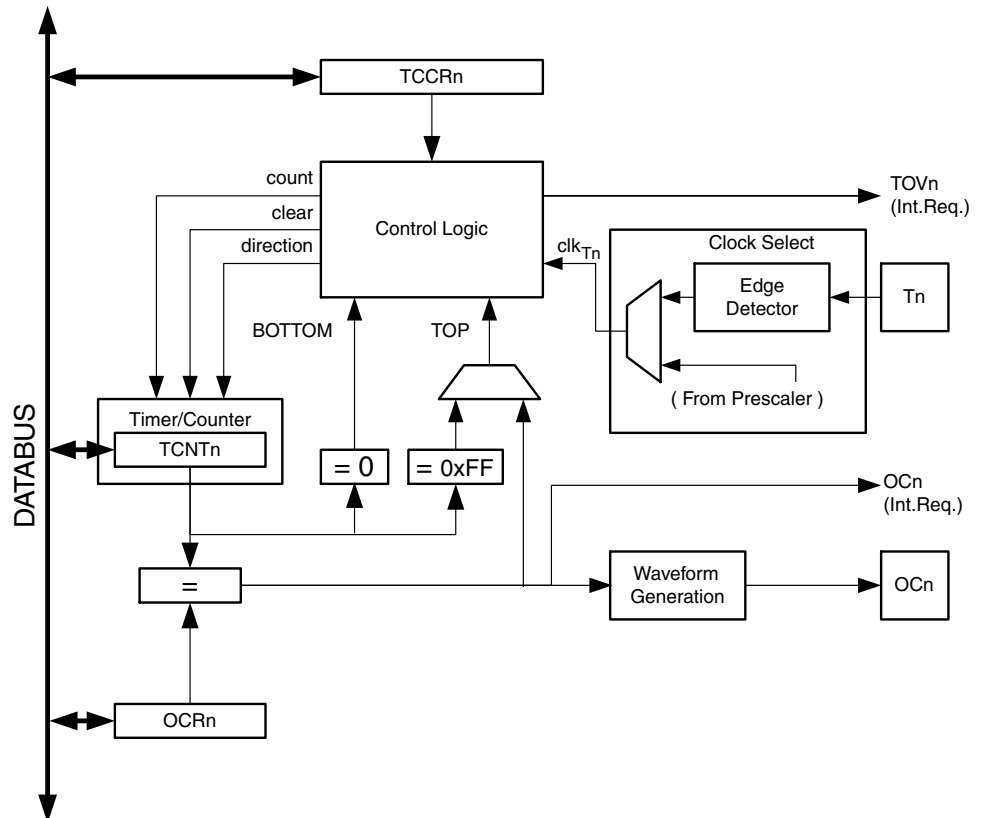 TCCRn
count
clear
direction
Control Logic
TOVn
(Int.Req.)
clkTn
Clock Select
Edge
Detector
Tn
( From Prescaler )
BOTTOM
TOP
Timer/Counter
TCNTn
= 0
= 0xFF
DATABUS
OCn
(Int.Req.)
=
Waveform
Generation
OCn
OCRn